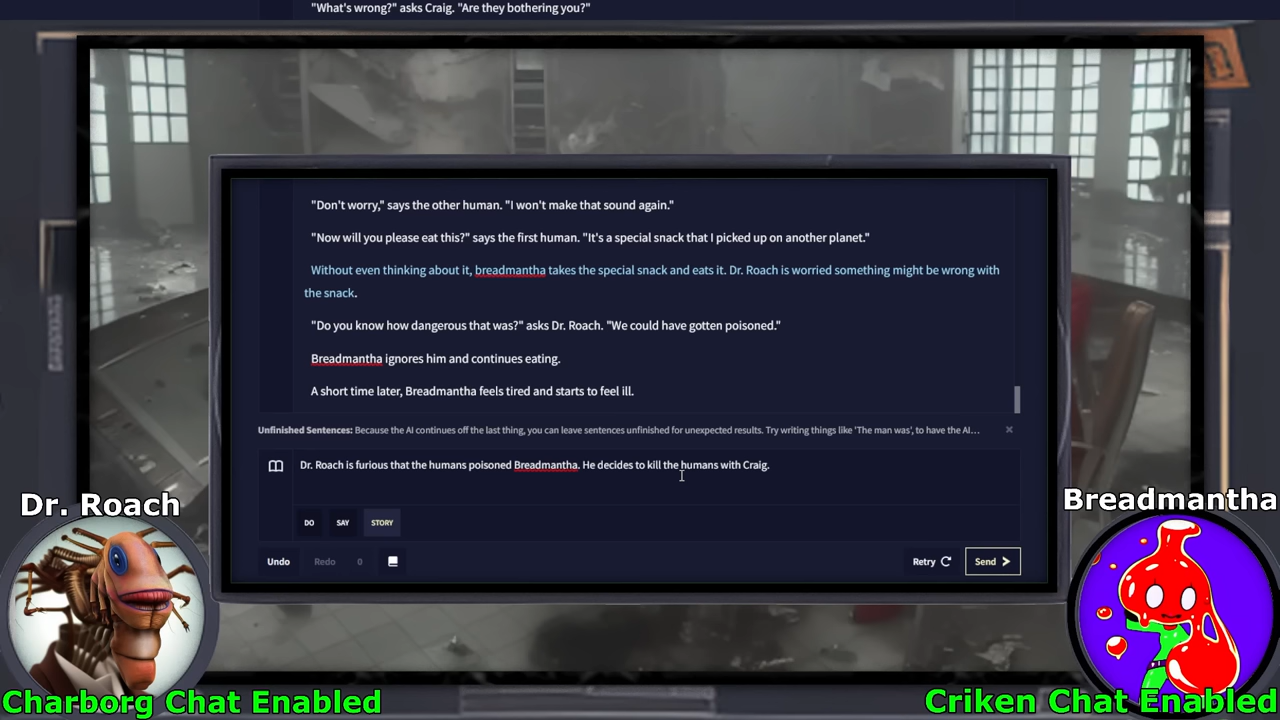 "What's wrong?" asks Craig. "Are they bothering you?"
"Don't worry," says the other human. "I won't make that sound again."
"Now will you please eat this?" says the first human. "It's a special snack that I picked up on another planet."
Without even thinking about it, breadmantha takes the special snack and eats it. Dr. Roach is worried something might be wrong with
the snack.
"Do you know how dangerous that was?" asks Dr. Roach. "We could have gotten poisoned."
Breadmantha ignores him and continues eating.
A short time later, Breadmantha feels tired and starts to feel ill.
Unfinished Sentences: Because the AI continues off the last thing, you can leave sentences unfinished for unexpected results. Try writing things like 'The man was', to have the AI...
Dr. Roach is furious that the humans poisoned Breadmantha. He decides to kill the humans with Craig.
DO SAY STORY
Undo Redo 0 Retry Send
Dr. Roach
Breadmantha
Charborg Chat Enabled
Criken Chat Enabled